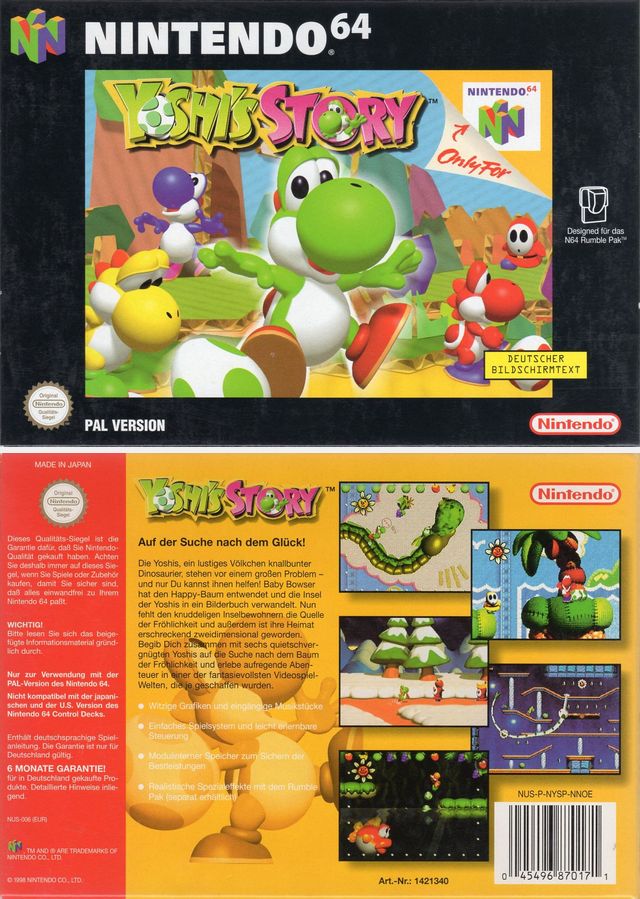 NINTENDO 64
YOSHI'S STORY™
NINTENDO 64
Only For
Designed für das
N64 Rumble Pak™
DEUTSCHER
BILDSCHIRMTEXT
Original
Nintendo
Qualitäts-
Siegel
PAL VERSION
Nintendo
MADE IN JAPAN
Original
Nintendo
Qualitäts-
Siegel
Dieses Qualitäts-Siegel ist die
Garantie dafür, daß Sie Nintendo-
Qualität gekauft haben. Achten
Sie deshalb immer auf dieses Sie-
gel, wenn Sie Spiele oder Zubehör
kaufen, damit Sie sicher sind,
daß alles einwandfrei zu Ihrem
Nintendo 64 paßt.
WICHTIG!
Bitte lesen Sie sich das beige-
fügte Informationsmaterial gründ-
lich durch.
Nur zur Verwendung mit der
PAL-Version des Nintendo 64.
Nicht kompatibel mit der japani-
schen und der U.S. Version des
Nintendo 64 Control Decks.
Enthält deutschsprachige Spiel-
anleitung. Die Garantie ist nur für
Deutschland gültig.
6 MONATE GARANTIE!
für in Deutschland gekaufte Pro-
dukte. Detaillierte Hinweise inlie-
gend.
NUS-006 (EUR)
TM AND ® ARE TRADEMARKS OF
NINTENDO CO., LTD.
© 1998 NINTENDO CO., LTD.
YOSHI'S STORY™
Auf der Suche nach dem Glück!
Die Yoshis, ein lustiges Völkchen knallbunter
Dinosaurier, stehen vor einem großen Problem –
und nur Du kannst ihnen helfen! Baby Bowser
hat den Happy-Baum entwendet und die Insel
der Yoshis in ein Bilderbuch verwandelt. Nun
fehlt den knuddeligen Inselbewohnern die Quelle
der Fröhlichkeit und außerdem ist ihre Heimat
erschreckend zweidimensional geworden.
Begib Dich zusammen mit sechs quietschver-
gnügten Yoshis auf die Suche nach dem Baum
der Fröhlichkeit und erlebe aufregende Aben-
teuer in einer der fantasievollsten Videospiel-
Welten, die je geschaffen wurden.
• Witzige Grafiken und eingängige Musikstücke
• Einfaches Spielsystem und leicht erlernbare
Steuerung
• Modulinterner Speicher zum Sichern der
Bestleistungen
• Realistische Spezialeffekte mit dem Rumble
Pak (separat erhältlich)
Nintendo
NUS-P-NYSP-NNOE
Art.-Nr.: 1421340
0 45496 87017 1